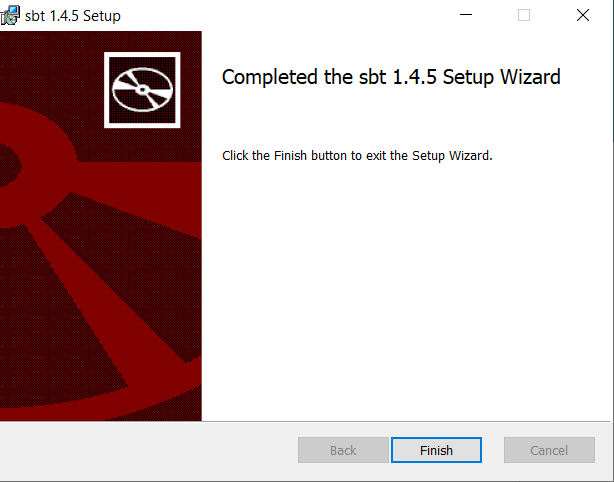 sbt 1.4.5 Setup
Completed the sbt 1.4.5 Setup Wizard
Click the Finish button to exit the Setup Wizard.
Back
Finish
Cancel